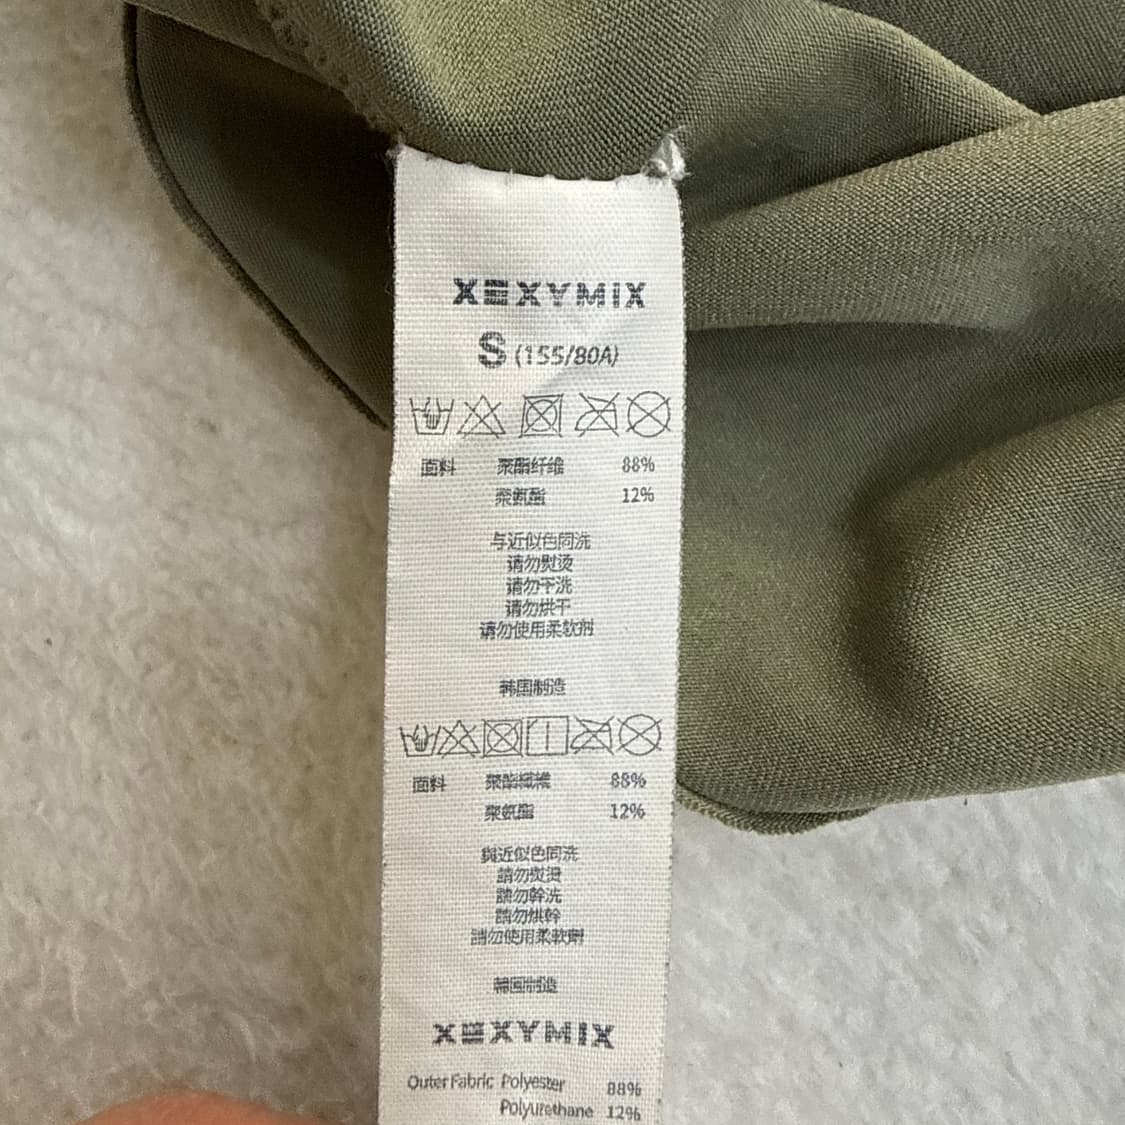 XEXYMIX
S (155/80A)
面料 聚酯纤维 88%
聚氨酯 12%
与近似色同洗
请勿熨烫
请勿干洗
请勿烘干
请勿使用柔软剂
韩国制造
面料 聚酯纖維 88%
聚氨酯 12%
與近似色同洗
請勿熨燙
請勿幹洗
請勿烘幹
請勿使用柔軟劑
韓国制造
XEXYMIX
Outer Fabric Polyester 88%
Polyurethane 12%